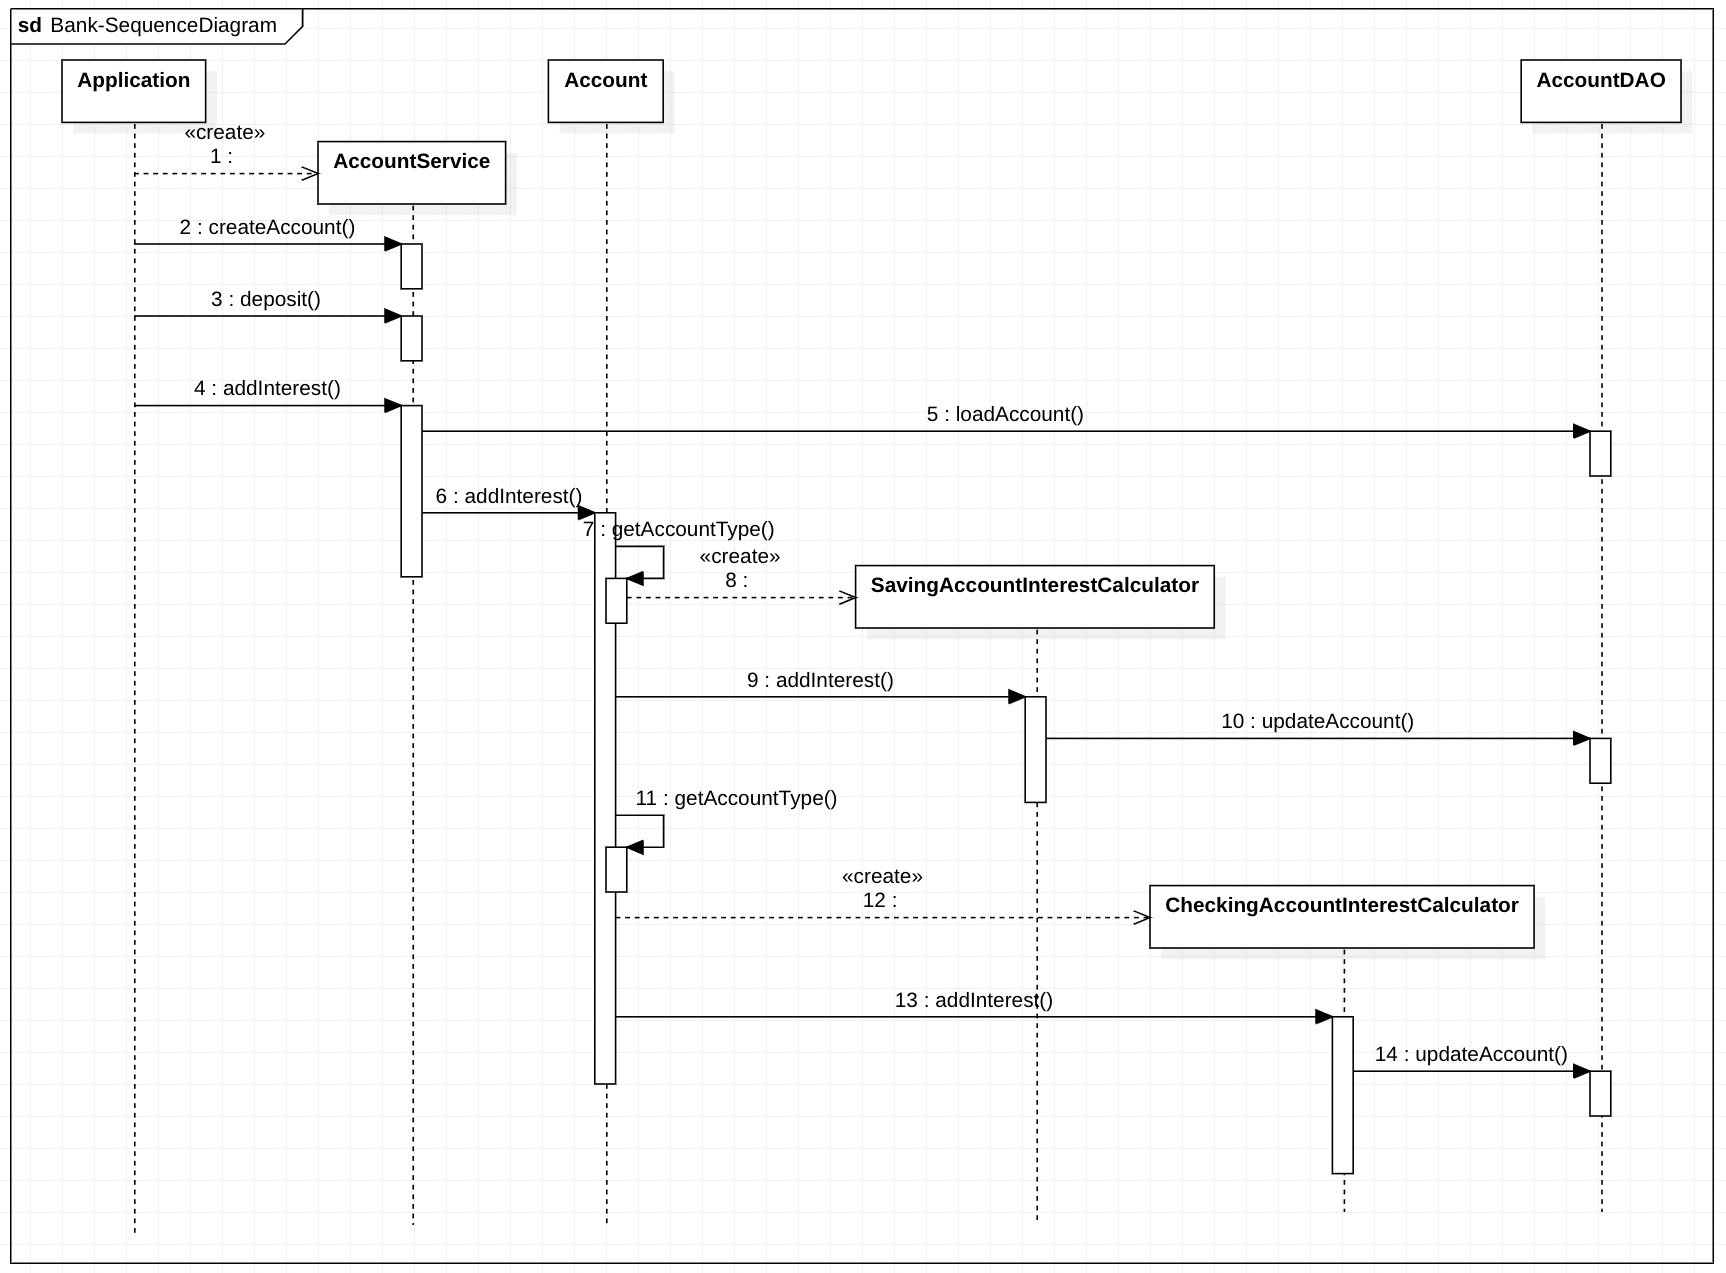 sd Bank-SequenceDiagram
Application
Account
AccountDAO
«create»
1 :
AccountService
2 : createAccount()
3 : deposit()
4 : addInterest()
5 : loadAccount()
6 : addInterest()
7 : getAccountType()
«create»
8 :
SavingAccountInterestCalculator
9 : addInterest()
10 : updateAccount()
11 : getAccountType()
«create»
12 :
CheckingAccountInterestCalculator
13 : addInterest()
14 : updateAccount()